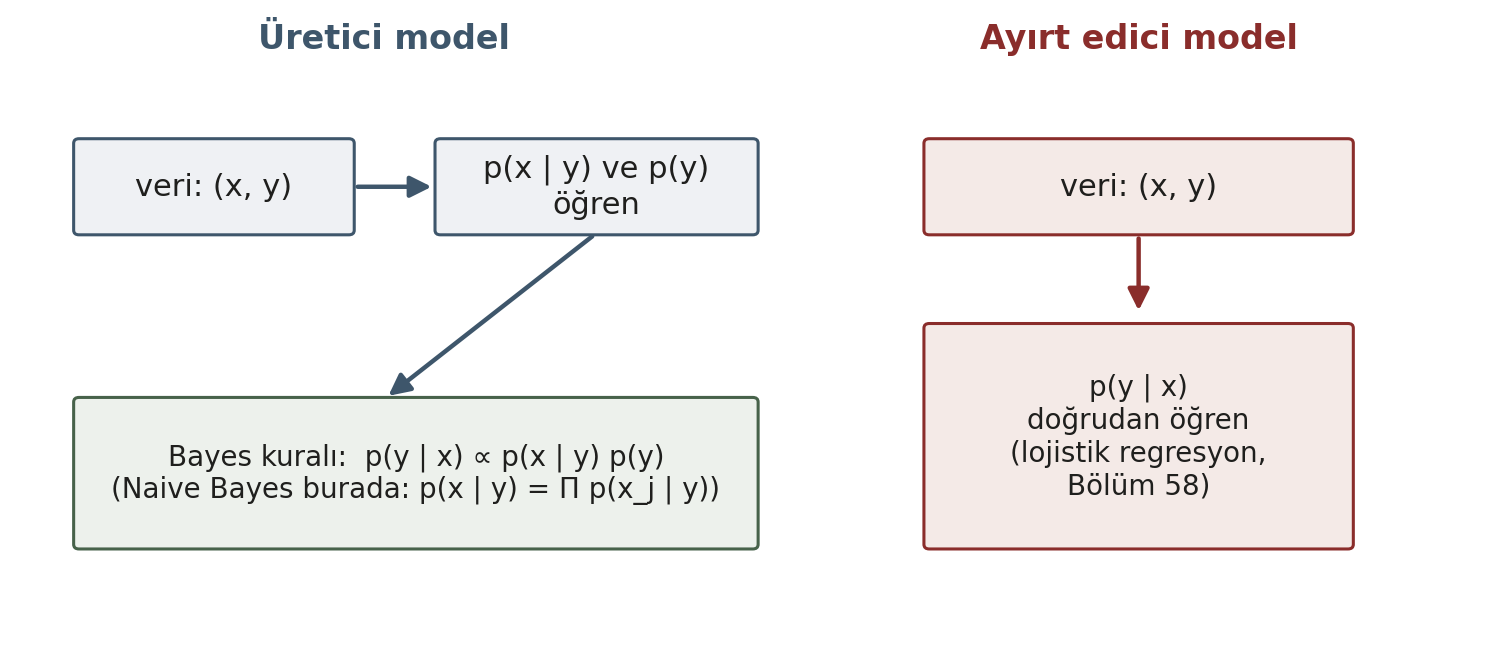 Üretici model
veri: (x, y)
p(x | y) ve p(y)
öğren
Bayes kuralı:  p(y | x) ∝ p(x | y) p(y)
(Naive Bayes burada: p(x | y) = Π p(x_j | y))
Ayırt edici model
veri: (x, y)
p(y | x)
doğrudan öğren
(lojistik regresyon,
Bölüm 58)